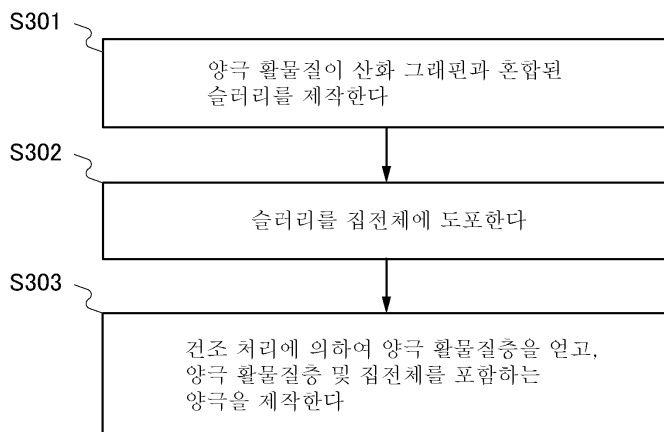 S301
양극 활물질이 산화 그래핀과 혼합된
슬러리를 제작한다
S302
슬러리를 집전체에 도포한다
S303
건조 처리에 의하여 양극 활물질층을 얻고,
양극 활물질층 및 집전체를 포함하는
양극을 제작한다